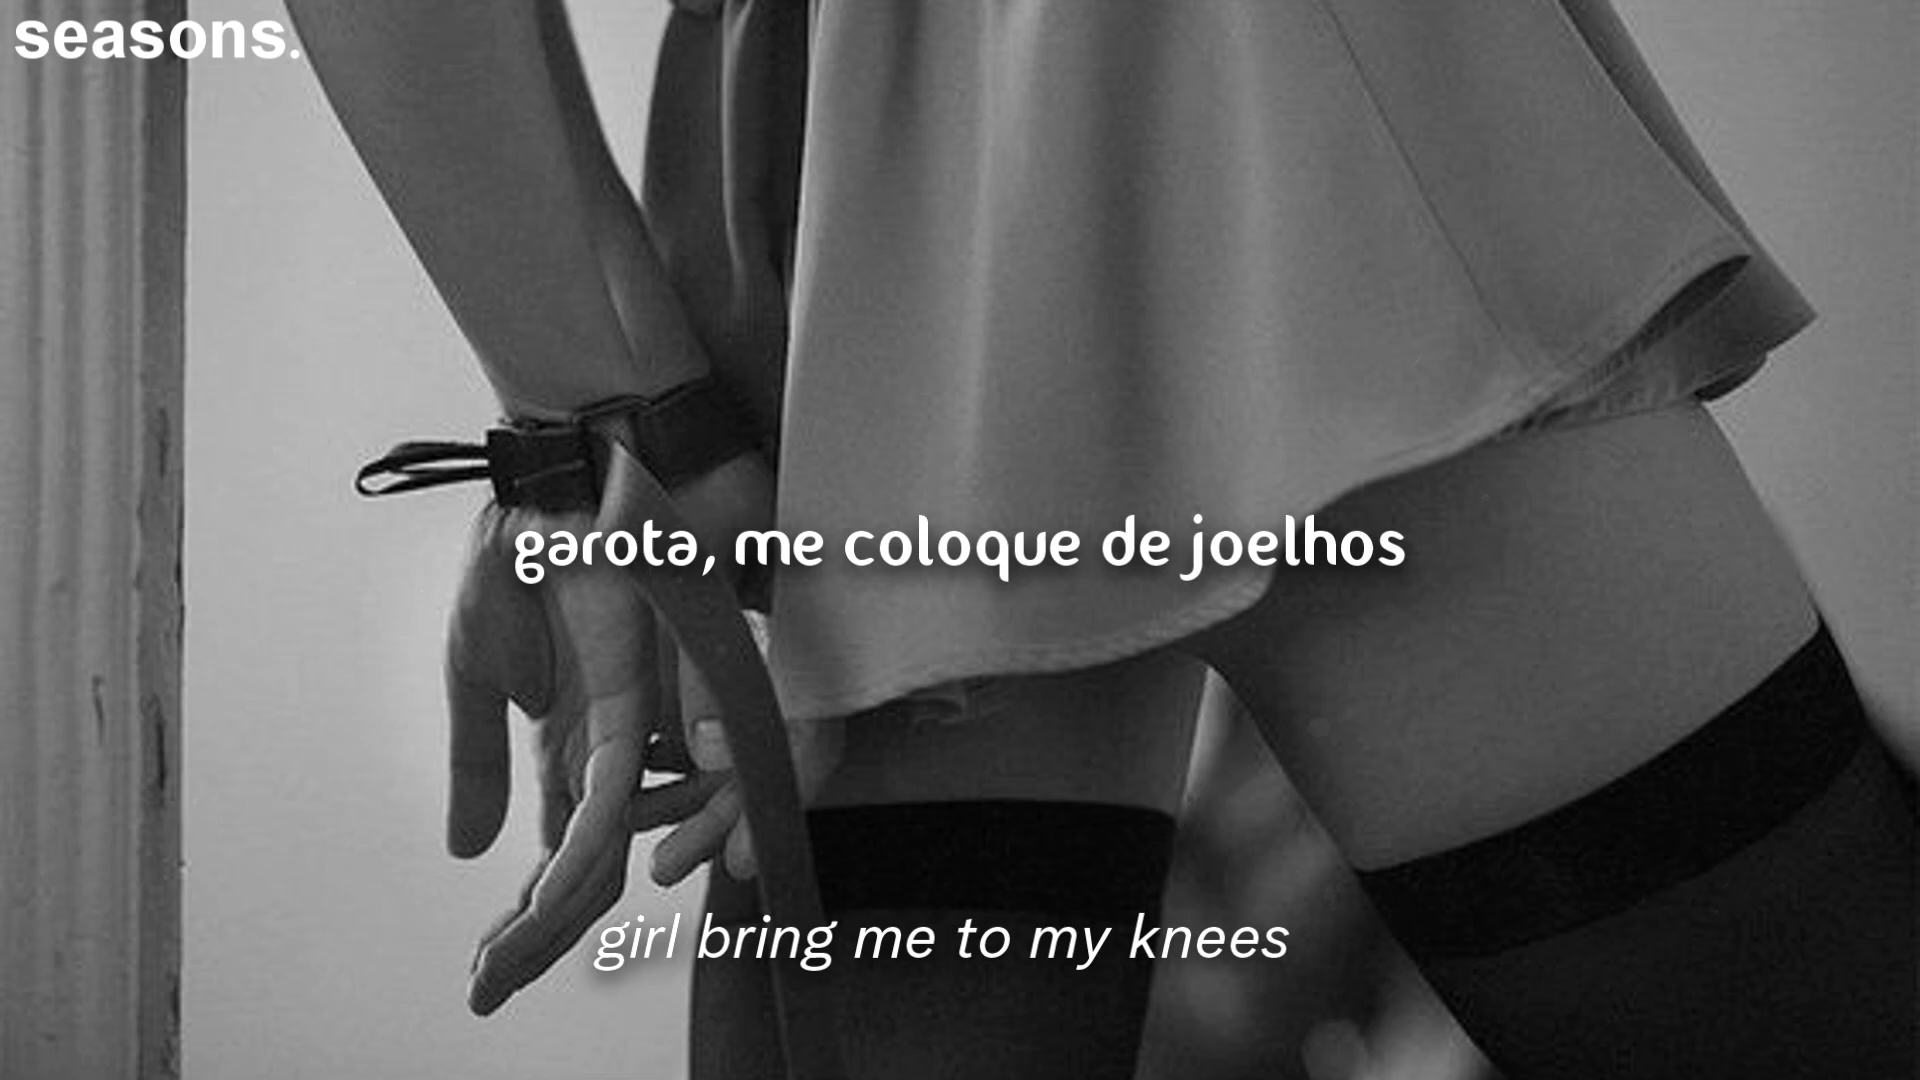 seasons.
garota, me coloque de joelhos
girl bring me to my knees